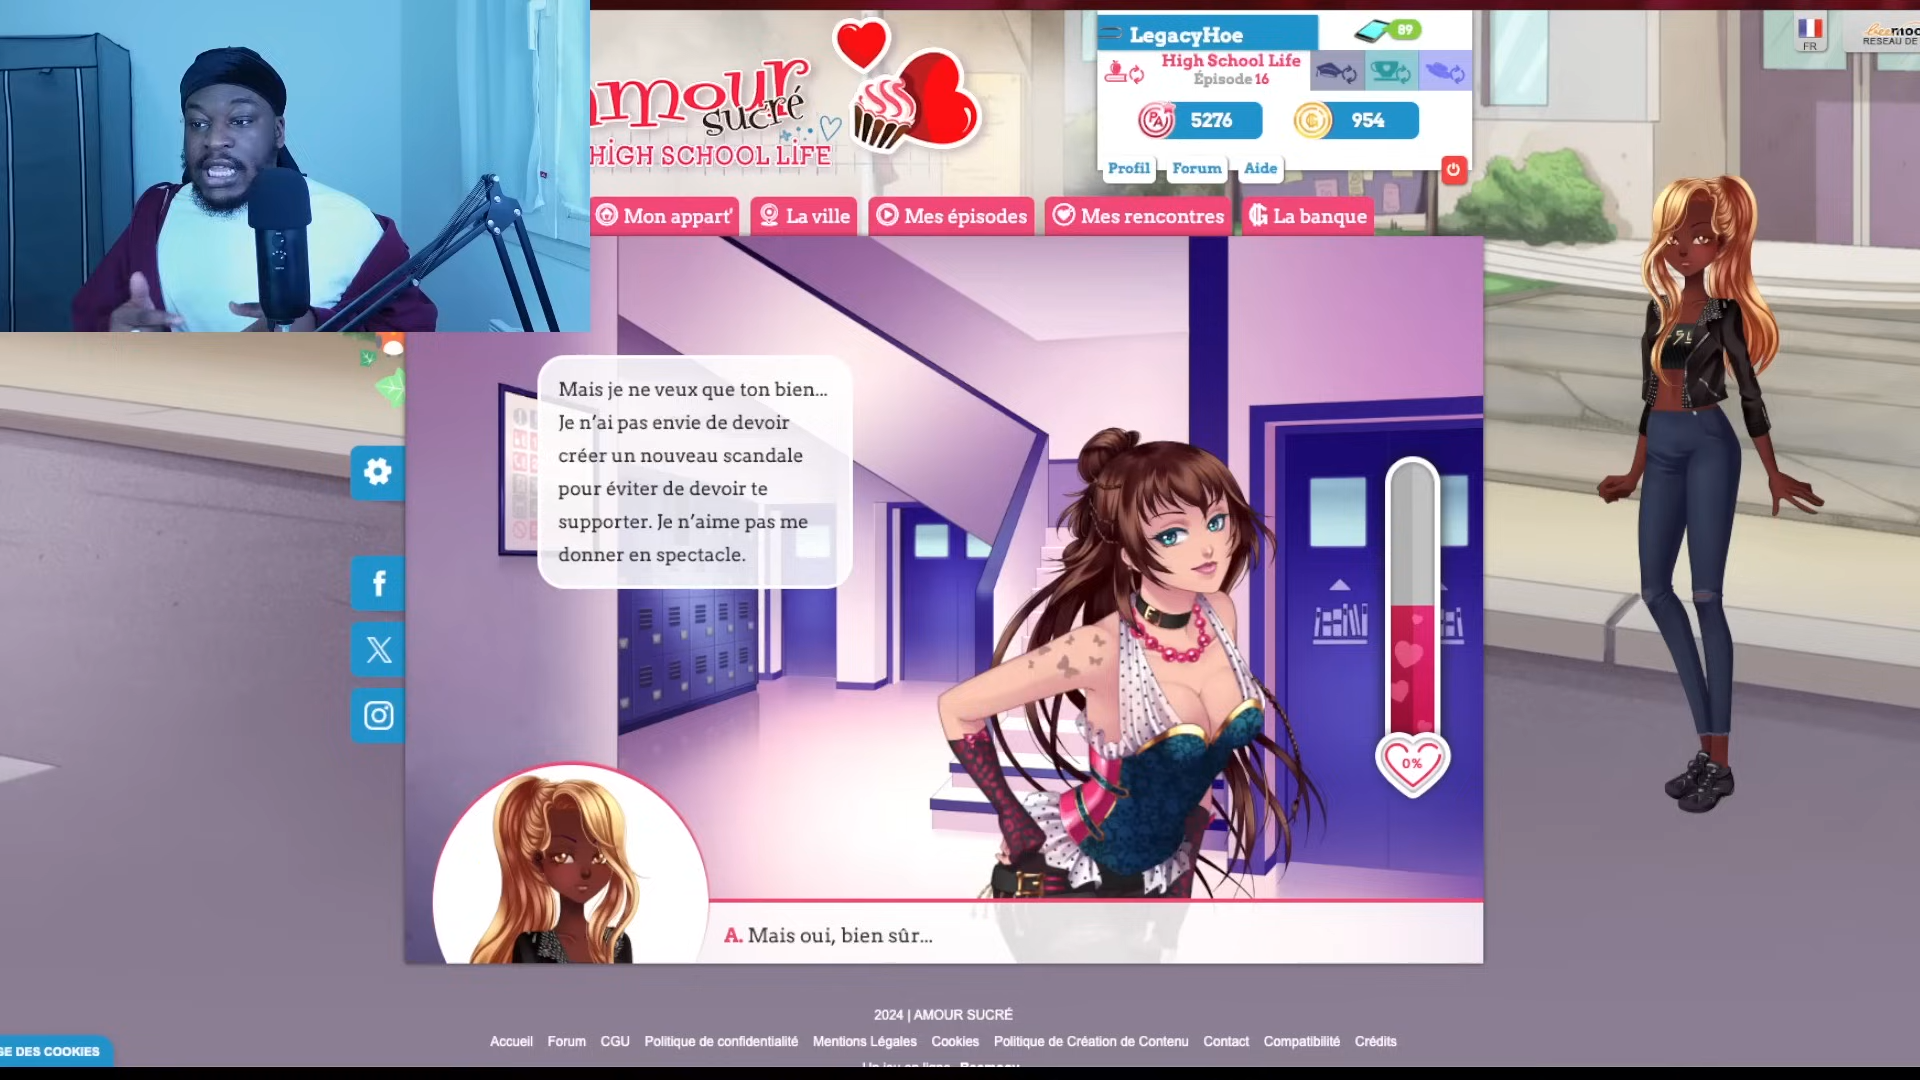 amour
sucré
HIGH SCHOOL LIFE
LegacyHoe
89
High School Life
Épisode 16
5276
954
Profil
Forum
Aide
FR
RESEAU DE
Mon appart'
La ville
Mes épisodes
Mes rencontres
La banque
Mais je ne veux que ton bien...
Je n'ai pas envie de devoir
créer un nouveau scandale
pour éviter de devoir te
supporter. Je n'aime pas me
donner en spectacle.
0%
A. Mais oui, bien sûr...
2024 | AMOUR SUCRÉ
Accueil Forum CGU Politique de confidentialité Mentions Légales Cookies Politique de Création de Contenu Contact Compatibilité Crédits
GE DES COOKIES